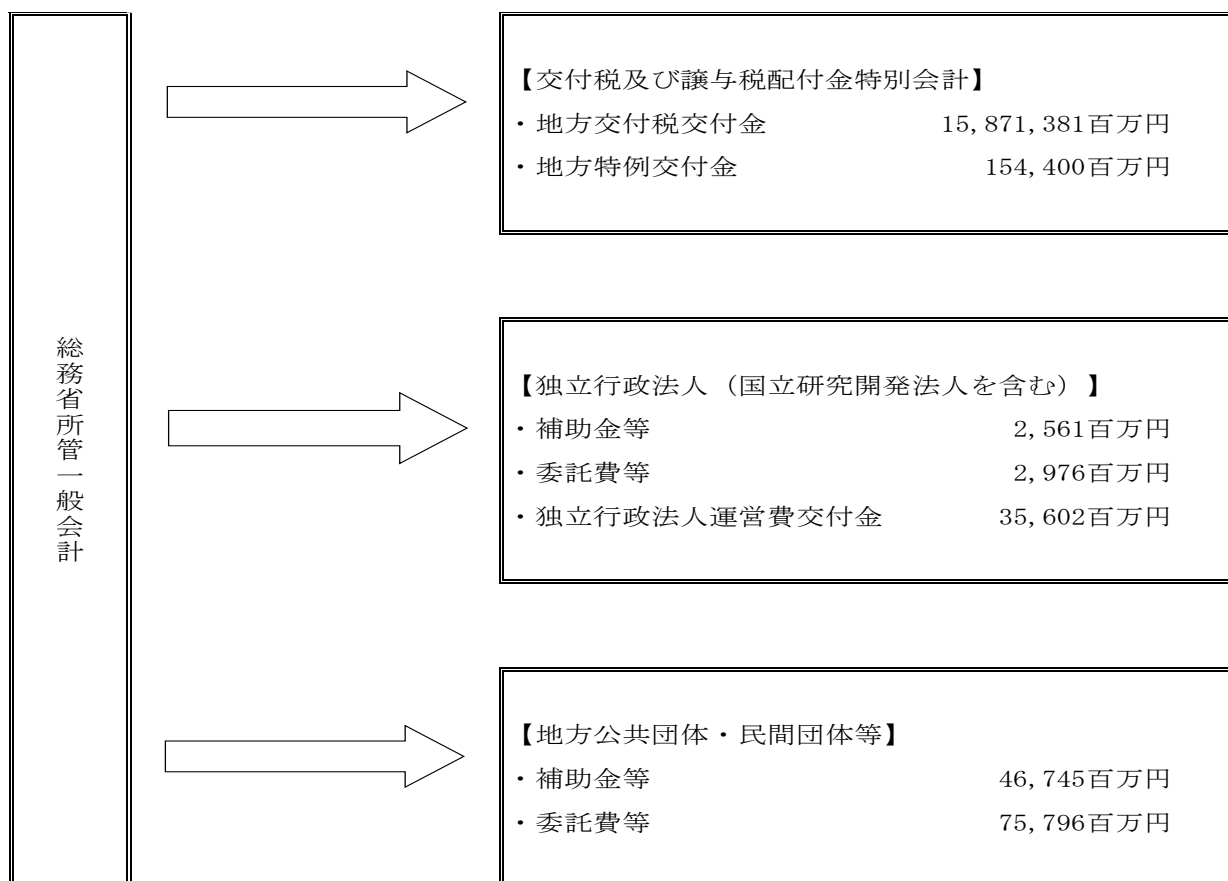 総務省所管一般会計
【交付税及び譲与税配付金特別会計】
・地方交付税交付金 15,871,381百万円
・地方特例交付金 154,400百万円
【独立行政法人（国立研究開発法人を含む）】
・補助金等 2,561百万円
・委託費等 2,976百万円
・独立行政法人運営費交付金 35,602百万円
【地方公共団体・民間団体等】
・補助金等 46,745百万円
・委託費等 75,796百万円